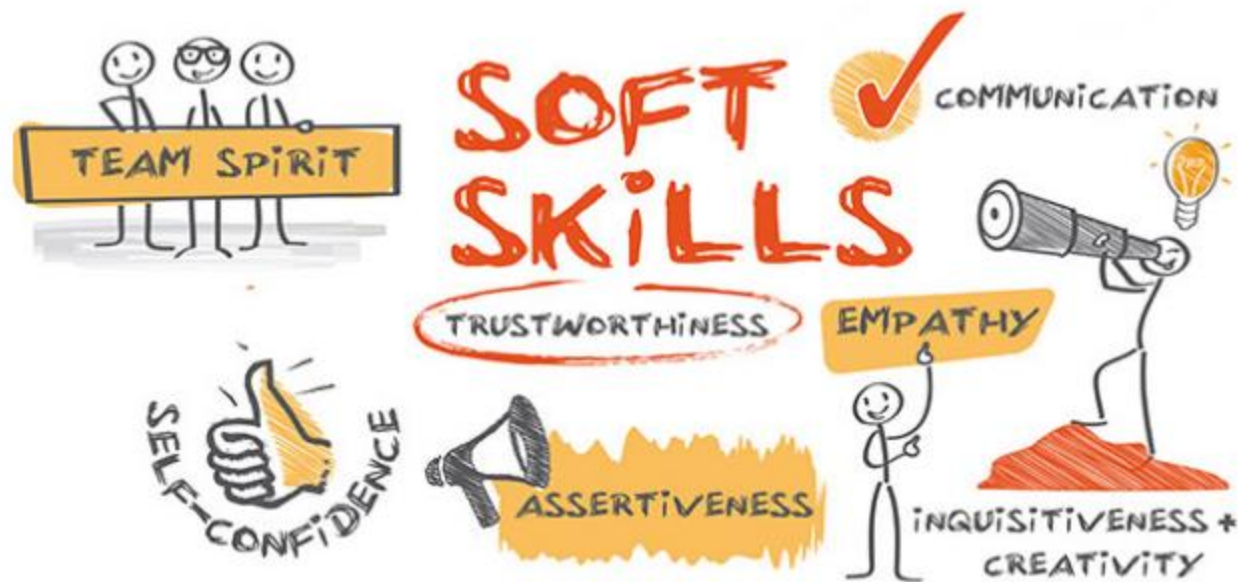 TEAM SPiRiT
SOFT
SKiLLS
COMMUNiCATiON
TRUSTWORTHiNESS
EMPATHY
SELF-CONFiDENCE
ASSERTiVENESS
iNQUiSiTiVENESS +
CREATiViTY